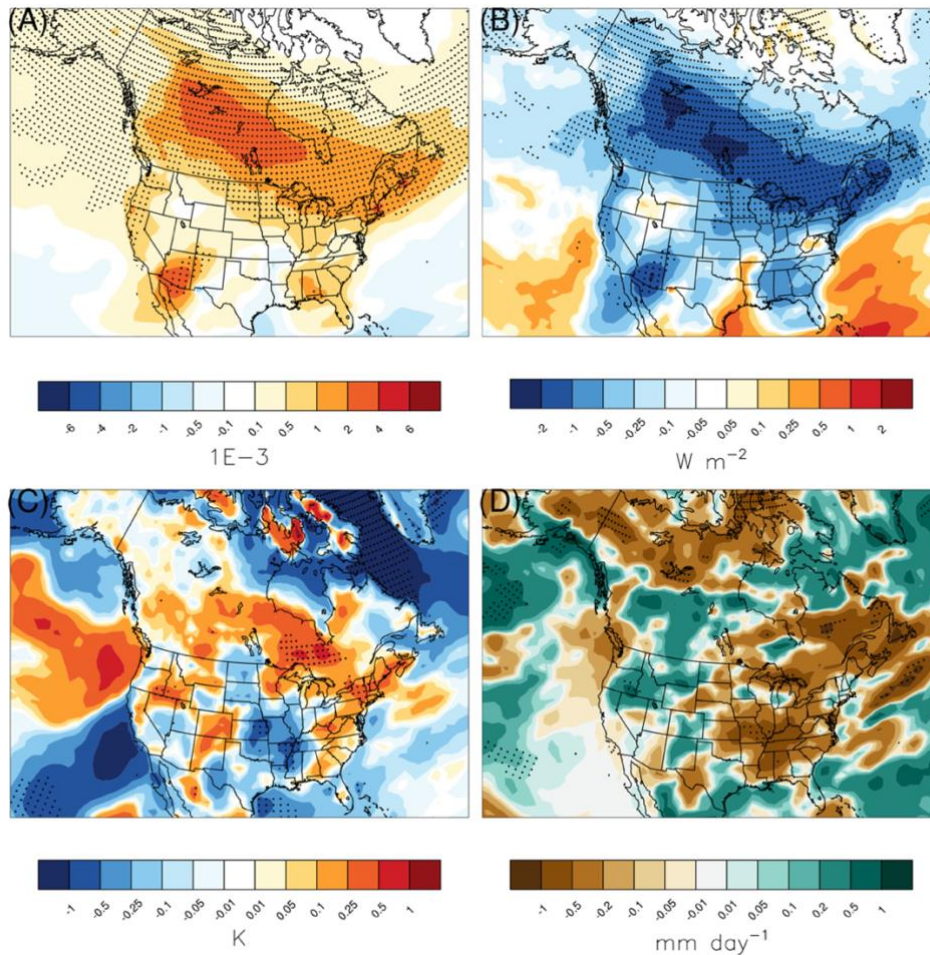 (A)
(B)
-6 -4 -2 -1 -0.5 -0.1 0.1 0.5 1 2 4 6
1E−3
-2 -1 -0.5 -0.25 -0.1 -0.05 0.05 0.1 0.25 0.5 1 2
W m⁻²
(C)
(D)
-1 -0.5 -0.25 -0.1 -0.05 -0.01 0.01 0.05 0.1 0.25 0.5 1
K
-1 -0.5 -0.2 -0.1 -0.05 -0.01 0.01 0.05 0.1 0.2 0.5 1
mm day⁻¹